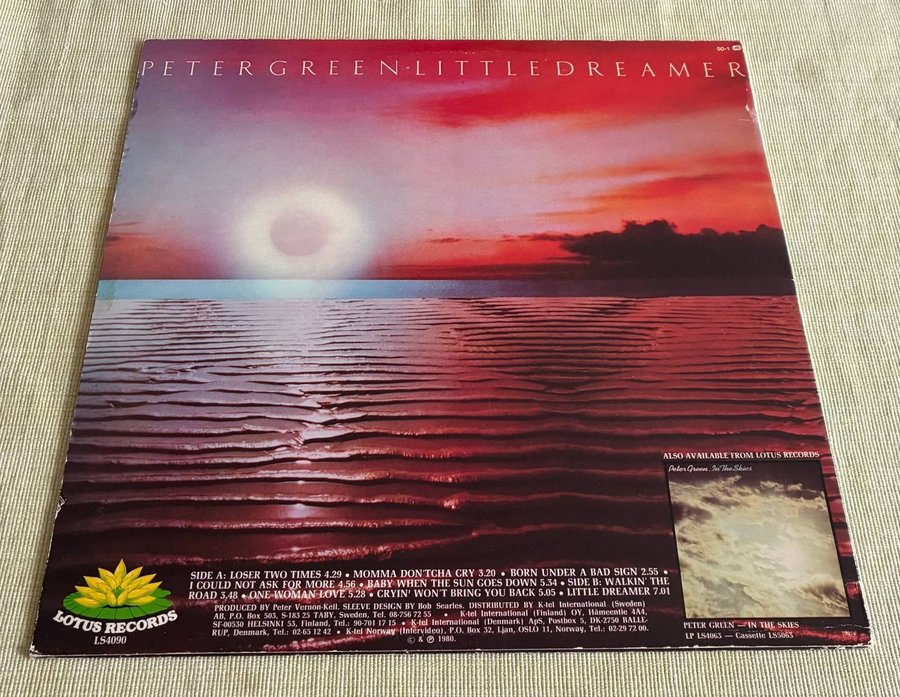 50-1
PETER GREEN·LITTLE DREAMER
ALSO AVAILABLE FROM LOTUS RECORDS
Peter Green. In The Skies
SIDE A: LOSER TWO TIMES 4.29 • MOMMA DON'TCHA CRY 3.20 • BORN UNDER A BAD SIGN 2.55 •
I COULD NOT ASK FOR MORE 4.56 • BABY WHEN THE SUN GOES DOWN 5.34 • SIDE B: WALKIN' THE
ROAD 3,48 • ONE WOMAN LOVE 5.28 • CRYIN' WON'T BRING YOU BACK 5.05 • LITTLE DREAMER 7.01
PRODUCED BY Peter Vernon-Kell. SLEEVE DESIGN BY Bob Searles. DISTRIBUTED BY K-tel International (Sweden)
AB, P.O. Box 503, S-183 25 TABY, Sweden, Tel. 08-756 72 55 • K-tel International (Finland) OY, Hämeentie 4A4,
SF-00530 HELSINKI 53, Finland, Tel.: 90-701 17 15 • K-tel International (Denmark) ApS, Postbox 5, DK-2750 BALLE-
RUP, Denmark, Tel.: 02-65 12 42 • K-tel Norway (Intervideo), P.O. Box 32, Ljan, OSLO 11, Norway, Tel.: 02-29 72 00.
© & ℗ 1980.
LOTUS RECORDS
LS4090
PETER GREEN — IN THE SKIES
LP LS4063 — Cassette LS5063